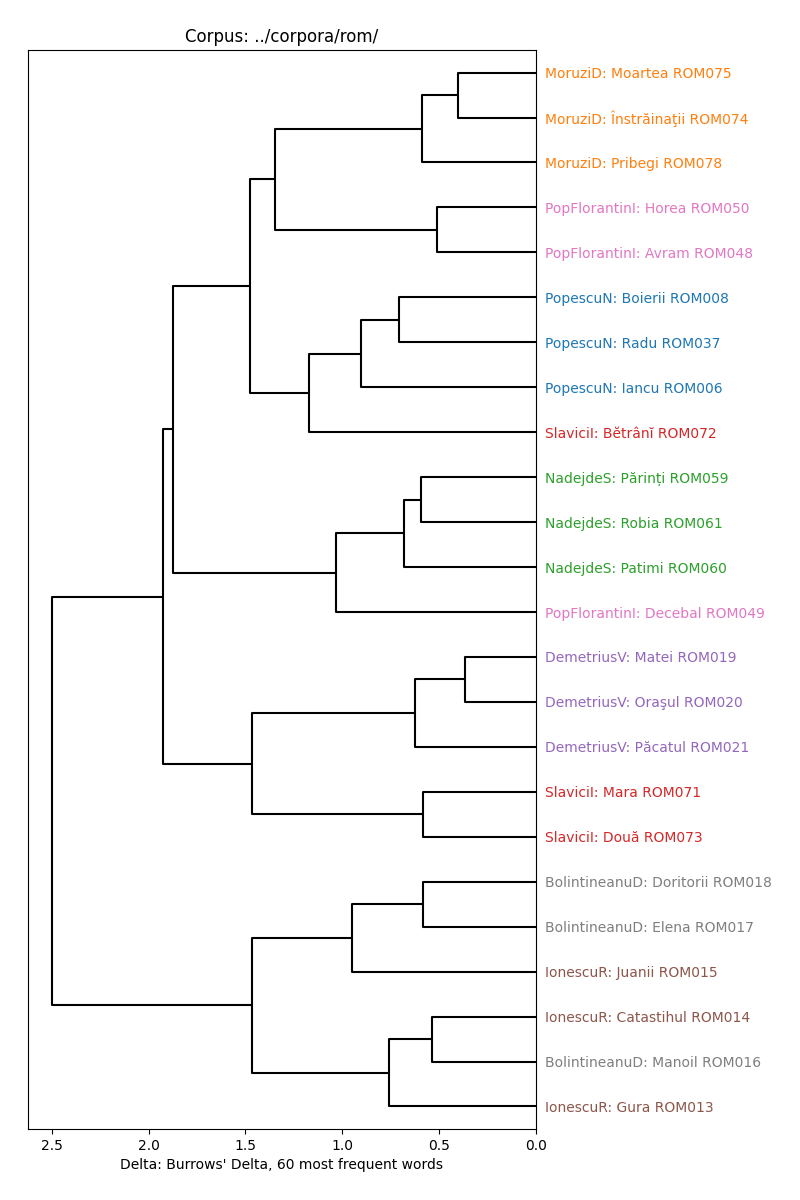 Corpus: ../corpora/rom/
MoruziD: Moartea ROM075
MoruziD: Înstrăinaţii ROM074
MoruziD: Pribegi ROM078
PopFlorantinI: Horea ROM050
PopFlorantinI: Avram ROM048
PopescuN: Boierii ROM008
PopescuN: Radu ROM037
PopescuN: Iancu ROM006
SlaviciI: Bĕtrânĭ ROM072
NadejdeS: Părinți ROM059
NadejdeS: Robia ROM061
NadejdeS: Patimi ROM060
PopFlorantinI: Decebal ROM049
DemetriusV: Matei ROM019
DemetriusV: Oraşul ROM020
DemetriusV: Păcatul ROM021
SlaviciI: Mara ROM071
SlaviciI: Două ROM073
BolintineanuD: Doritorii ROM018
BolintineanuD: Elena ROM017
IonescuR: Juanii ROM015
IonescuR: Catastihul ROM014
BolintineanuD: Manoil ROM016
IonescuR: Gura ROM013
2.5 2.0 1.5 1.0 0.5 0.0
Delta: Burrows' Delta, 60 most frequent words